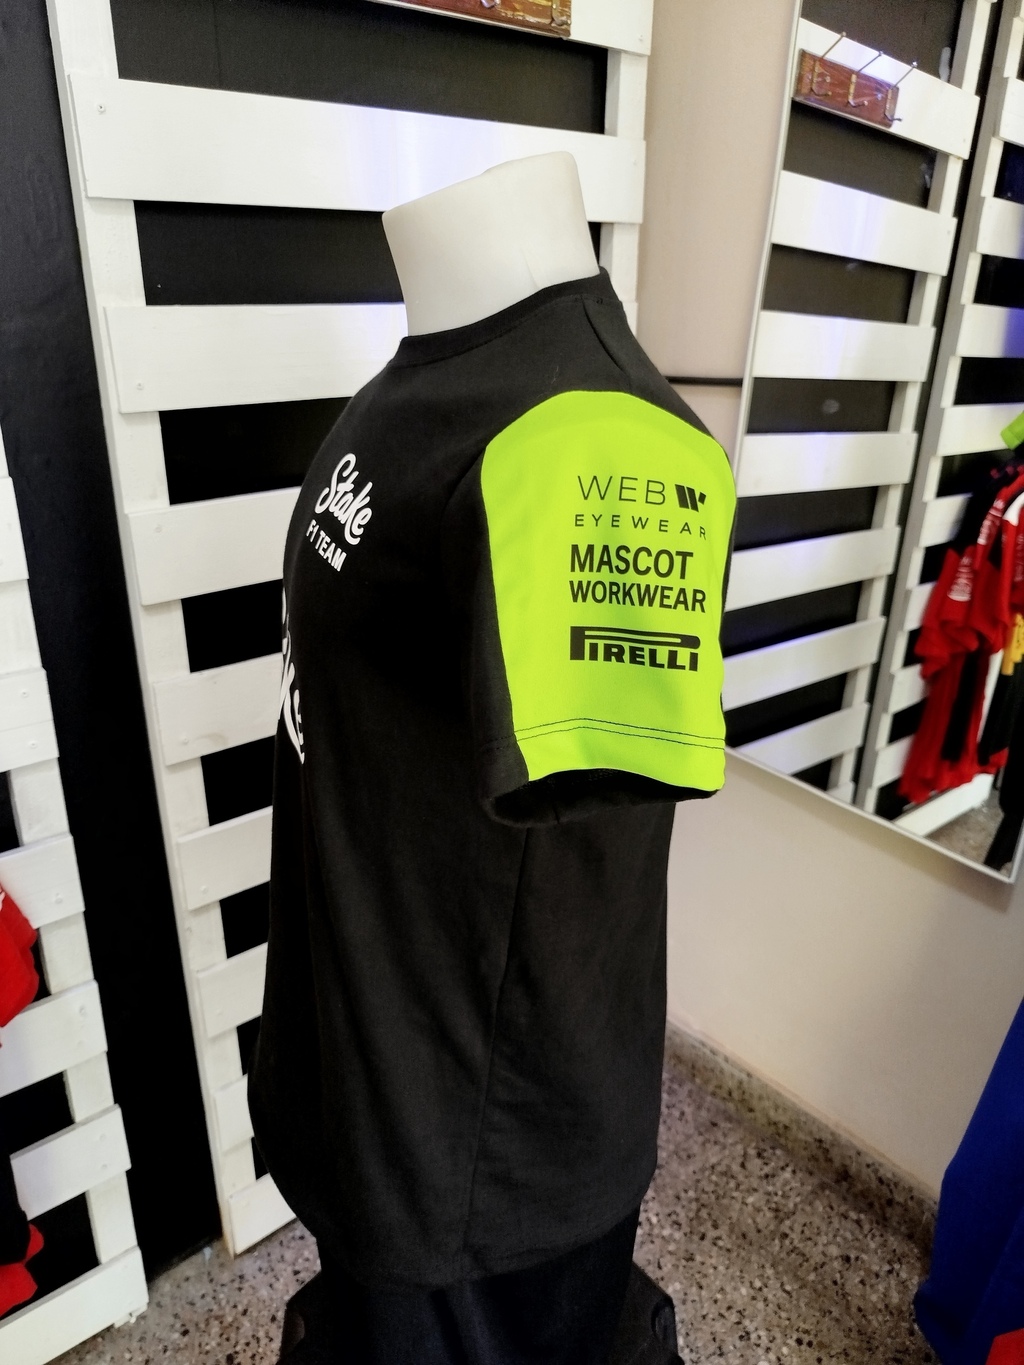 Stake
F1 TEAM
WEB
EYEWEAR
MASCOT
WORKWEAR
PIRELLI